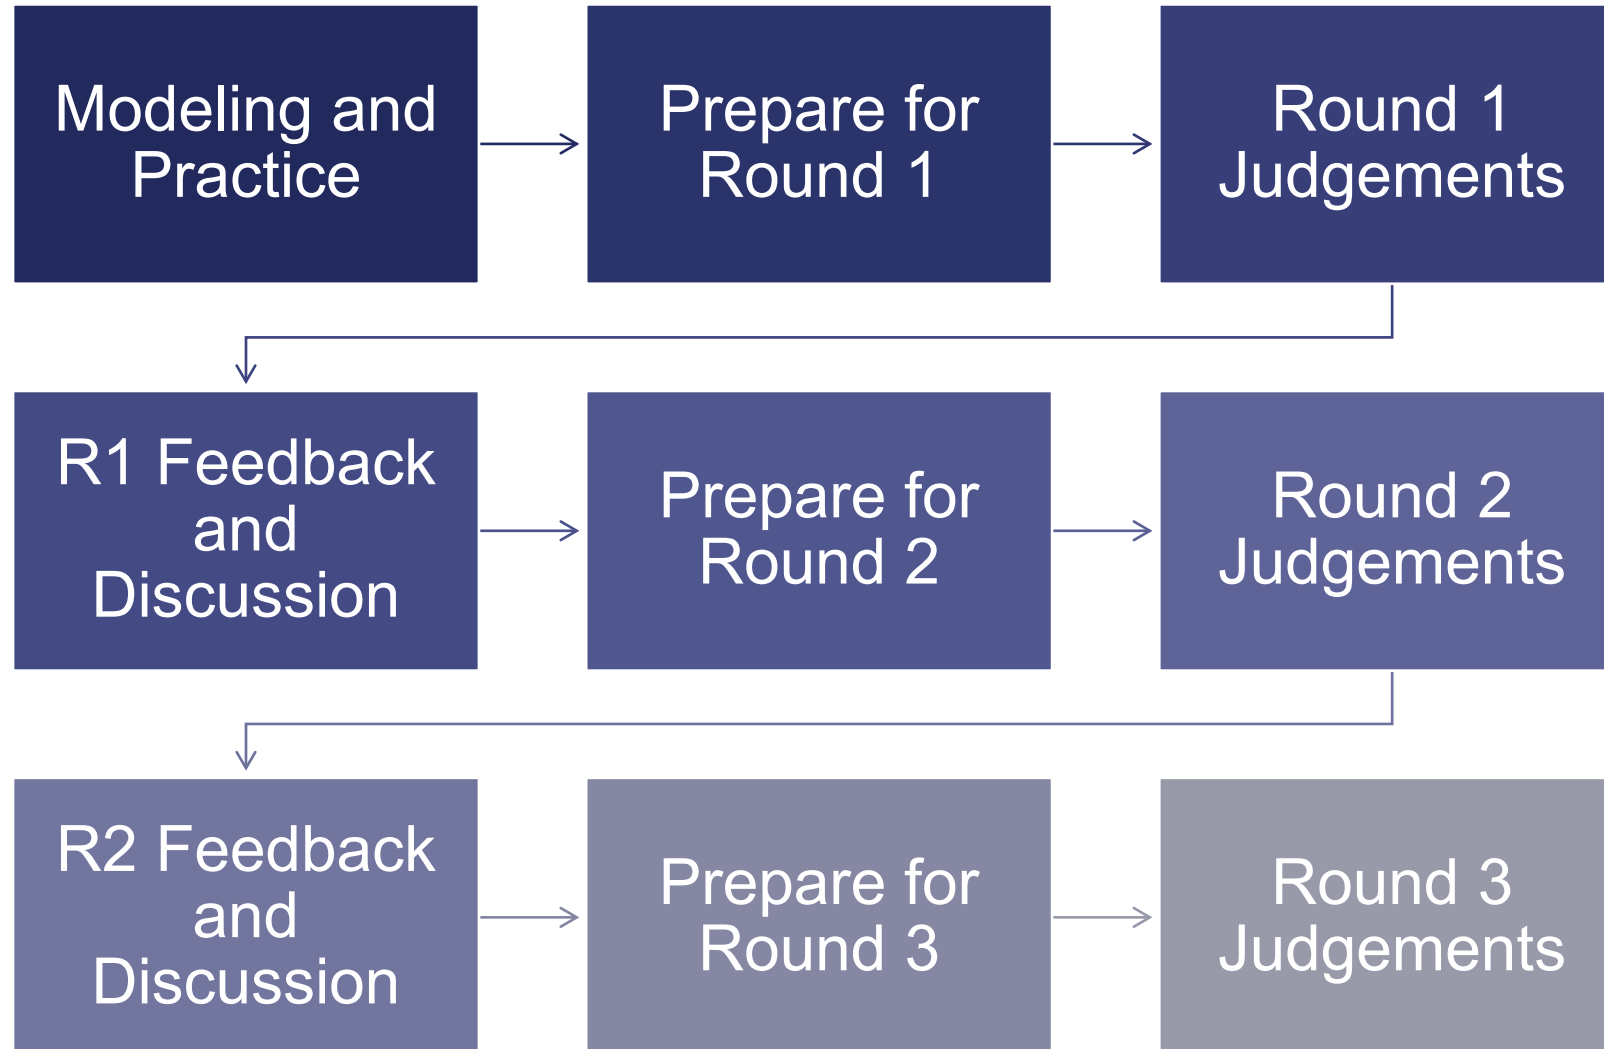 Modeling and
Practice
Prepare for
Round 1
Round 1
Judgements
R1 Feedback
and
Discussion
Prepare for
Round 2
Round 2
Judgements
R2 Feedback
and
Discussion
Prepare for
Round 3
Round 3
Judgements